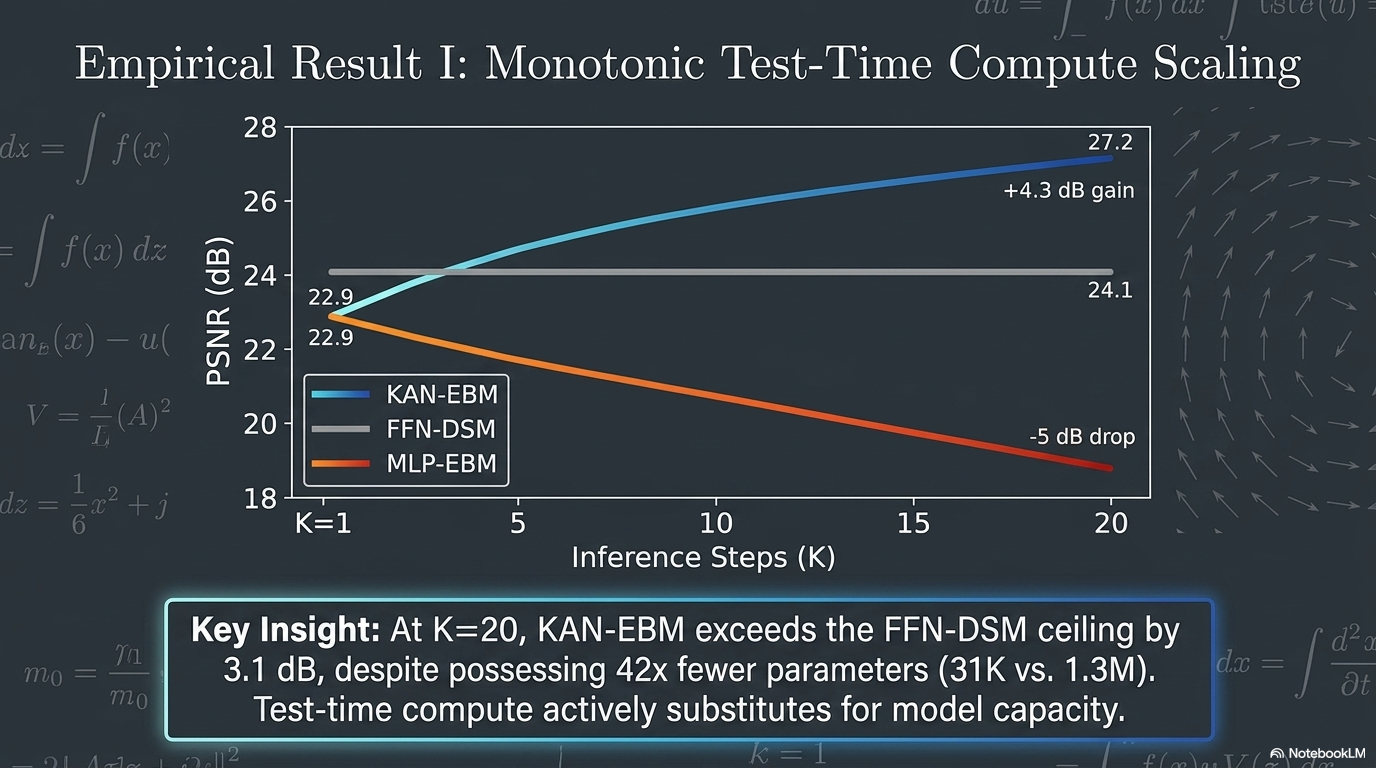 Empirical Result I: Monotonic Test-Time Compute Scaling
28
26
24
22
20
18
PSNR (dB)
27.2
+4.3 dB gain
22.9
22.9
24.1
-5 dB drop
KAN-EBM
FFN-DSM
MLP-EBM
K=1 5 10 15 20
Inference Steps (K)
Key Insight: At K=20, KAN-EBM exceeds the FFN-DSM ceiling by
3.1 dB, despite possessing 42x fewer parameters (31K vs. 1.3M).
Test-time compute actively substitutes for model capacity.
dx = ∫ f(x)
= ∫ f(x) dz
k = 1
NotebookLM